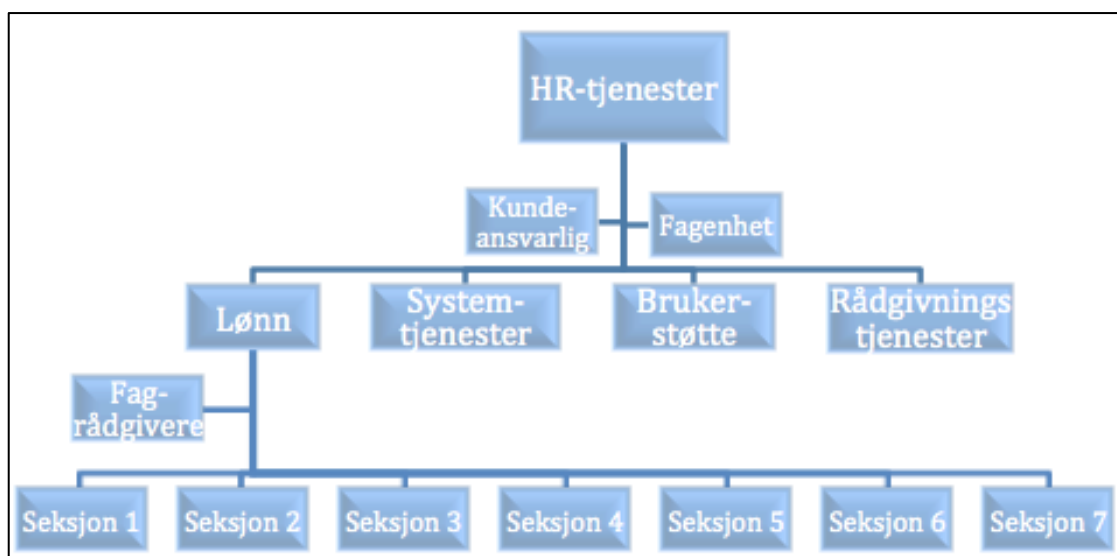 HR-tjenester
Kunde-
ansvarlig
Fagenhet
Lønn
System-
tjenester
Bruker-
støtte
Rådgivnings
tjenester
Fag-
rådgivere
Seksjon 1
Seksjon 2
Seksjon 3
Seksjon 4
Seksjon 5
Seksjon 6
Seksjon 7